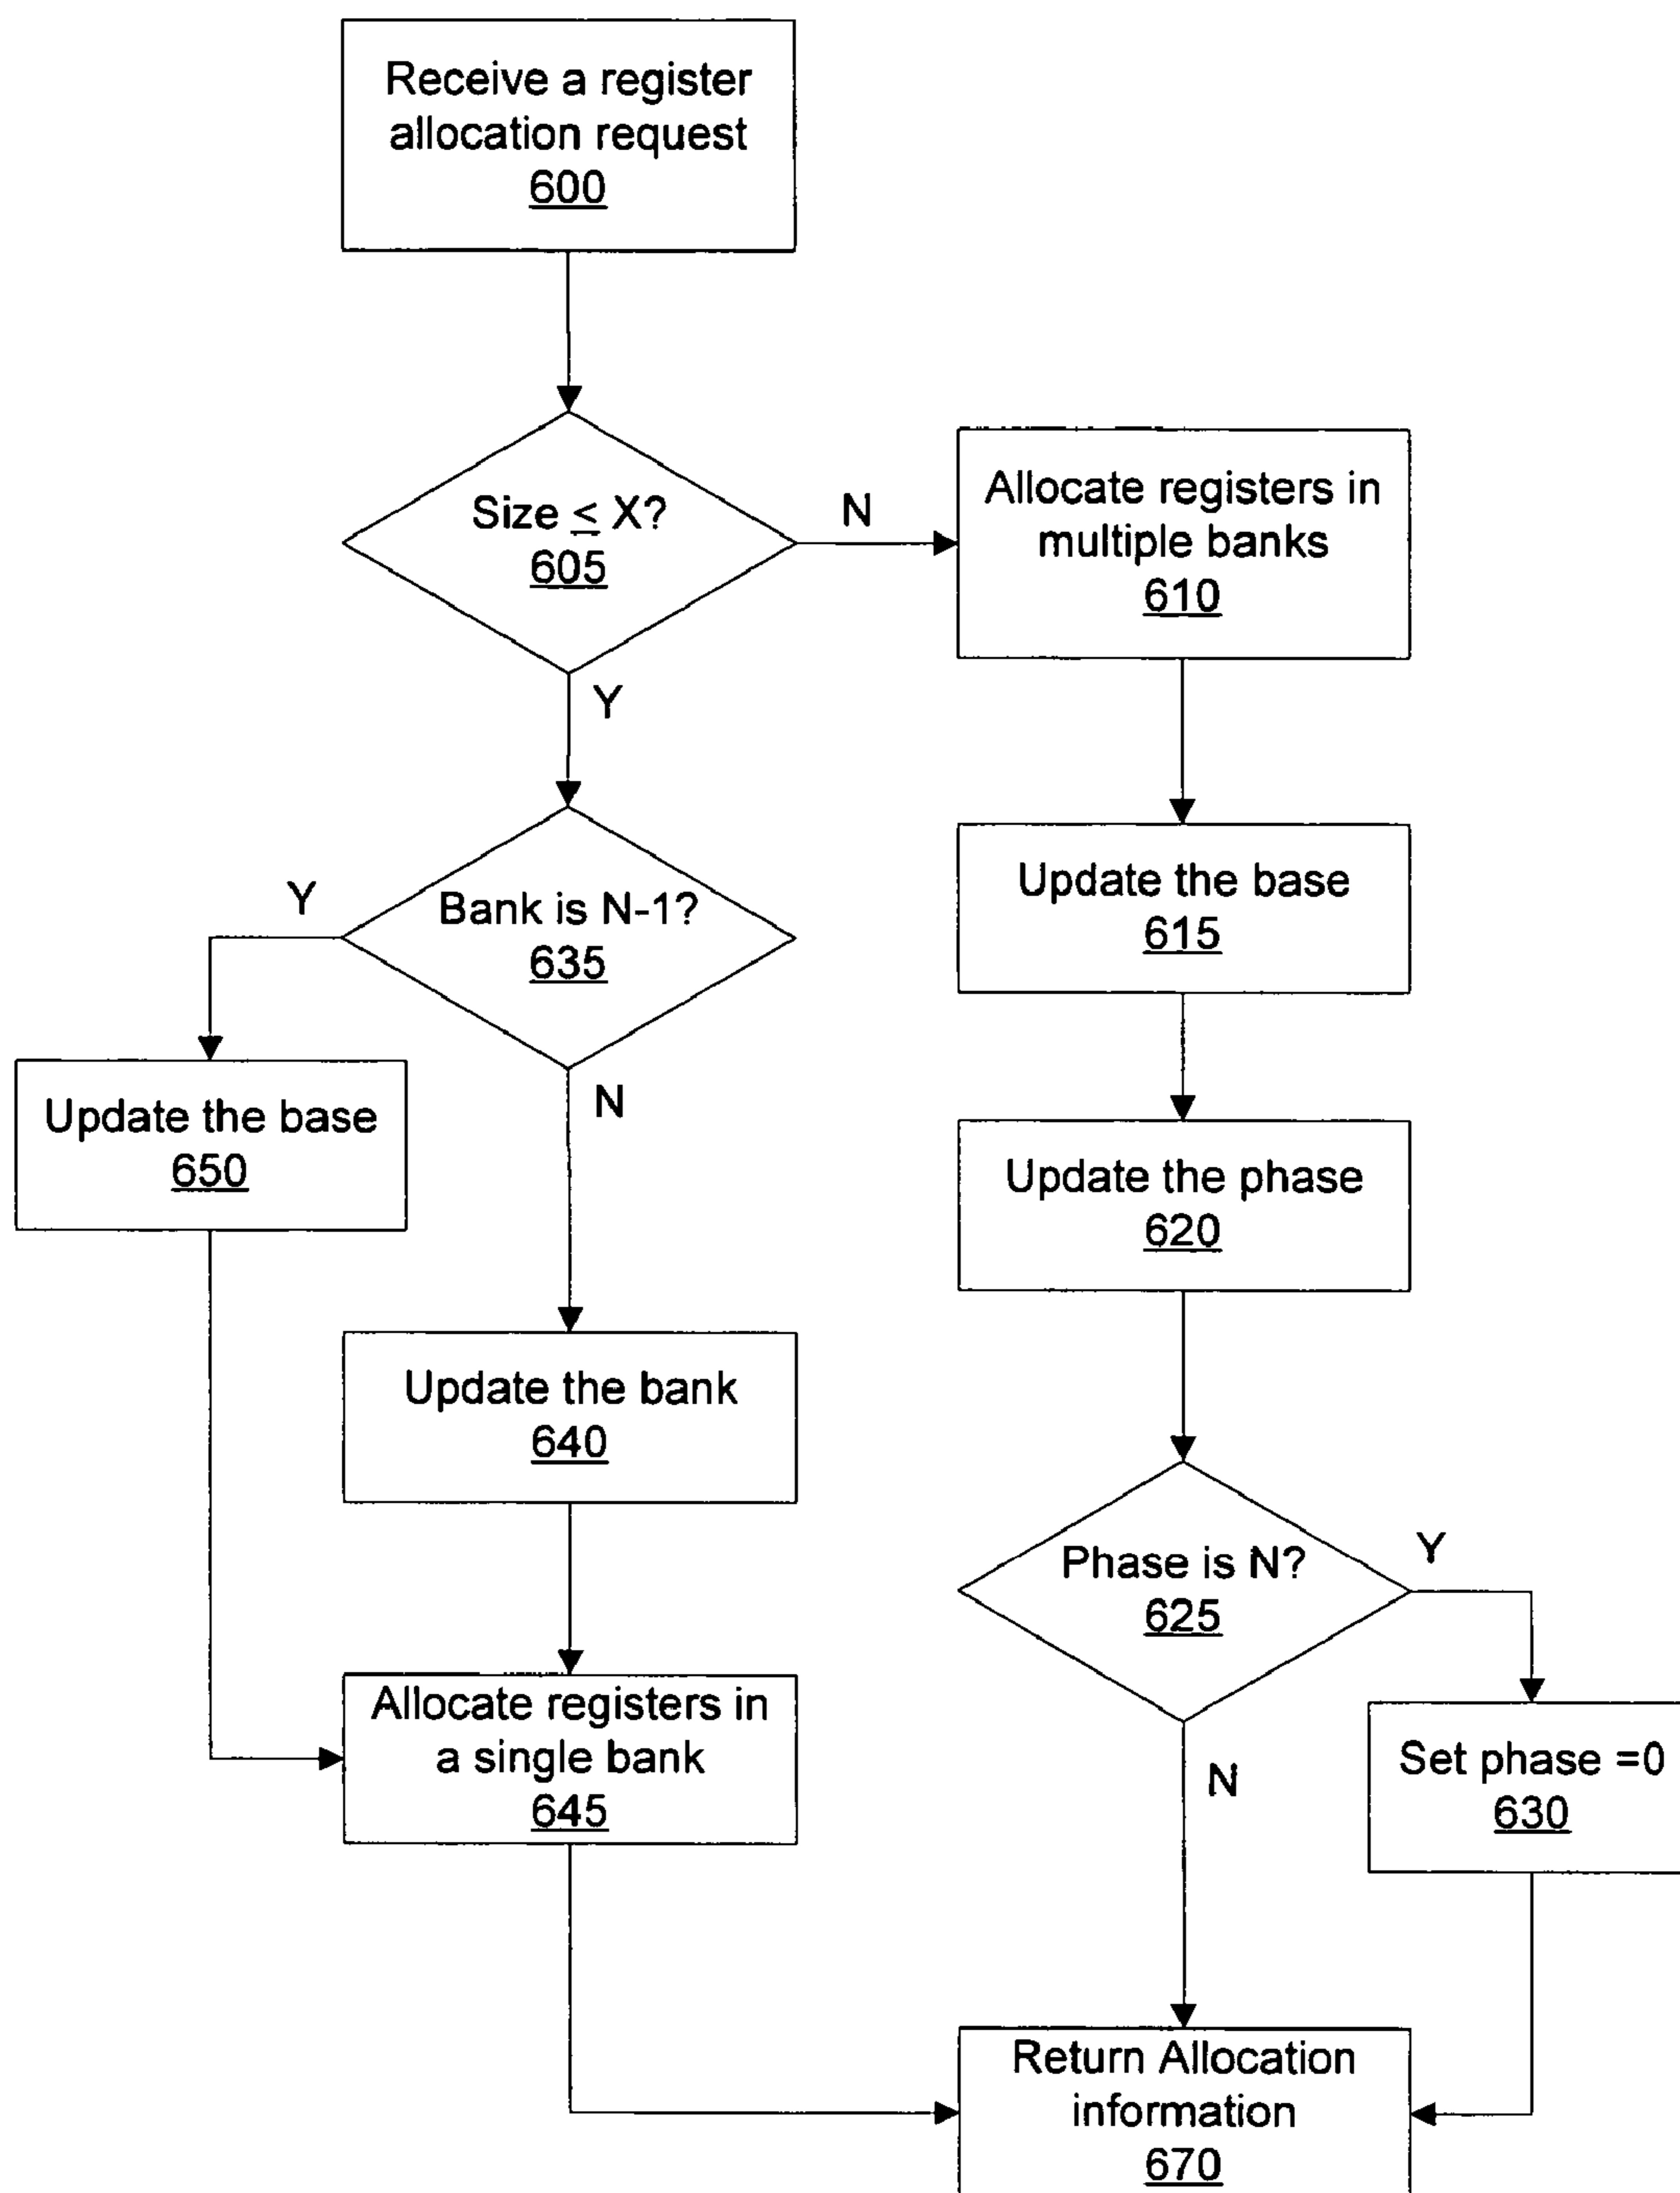 Receive a register
allocation request
600
Size ≤ X?
605
N
Allocate registers in
multiple banks
610
Y
Bank is N-1?
635
Y
N
Update the base
615
Update the base
650
Update the phase
620
Update the bank
640
Phase is N?
625
Y
N
Allocate registers in
a single bank
645
Set phase =0
630
Return Allocation
information
670